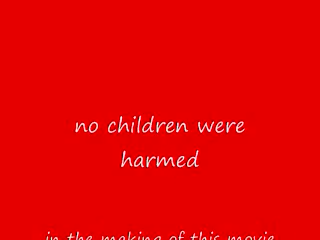 no children were
harmed
in the making of this movie